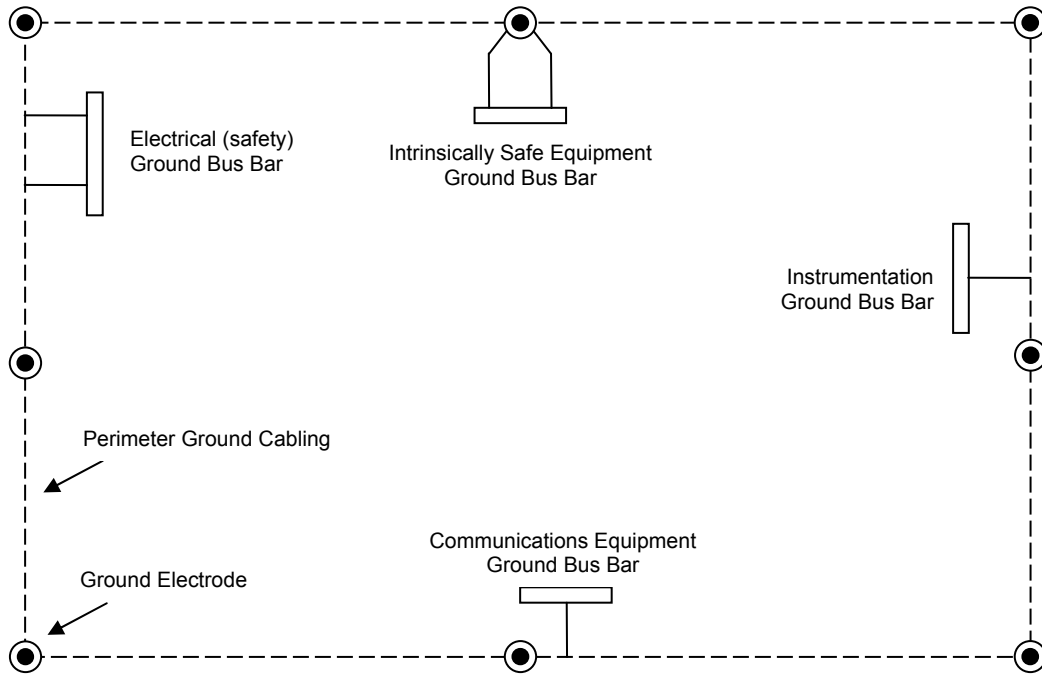 Electrical (safety)
Ground Bus Bar
Intrinsically Safe Equipment
Ground Bus Bar
Instrumentation
Ground Bus Bar
Perimeter Ground Cabling
Communications Equipment
Ground Bus Bar
Ground Electrode